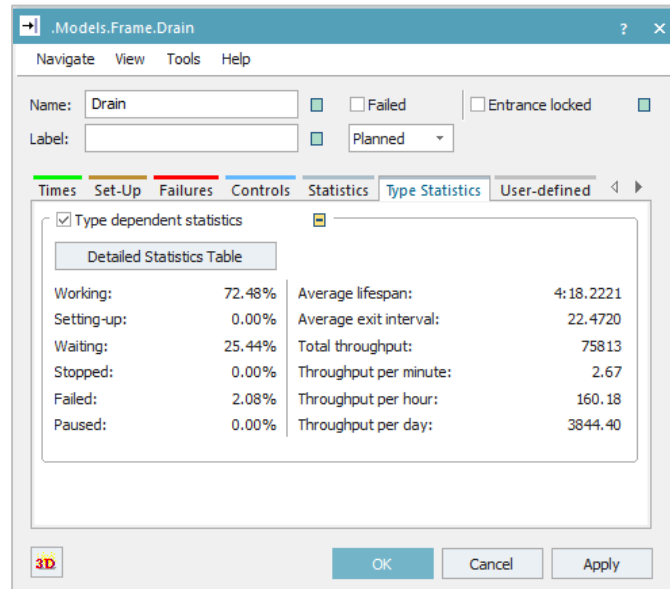 .Models.Frame.Drain ?
Navigate View Tools Help
Name: Drain Failed Entrance locked
Label: Planned
Times Set-Up Failures Controls Statistics Type Statistics User-defined
Type dependent statistics
Detailed Statistics Table
Working: 72.48% Average lifespan: 4:18.2221
Setting-up: 0.00% Average exit interval: 22.4720
Waiting: 25.44% Total throughput: 75813
Stopped: 0.00% Throughput per minute: 2.67
Failed: 2.08% Throughput per hour: 160.18
Paused: 0.00% Throughput per day: 3844.40
3D OK Cancel Apply